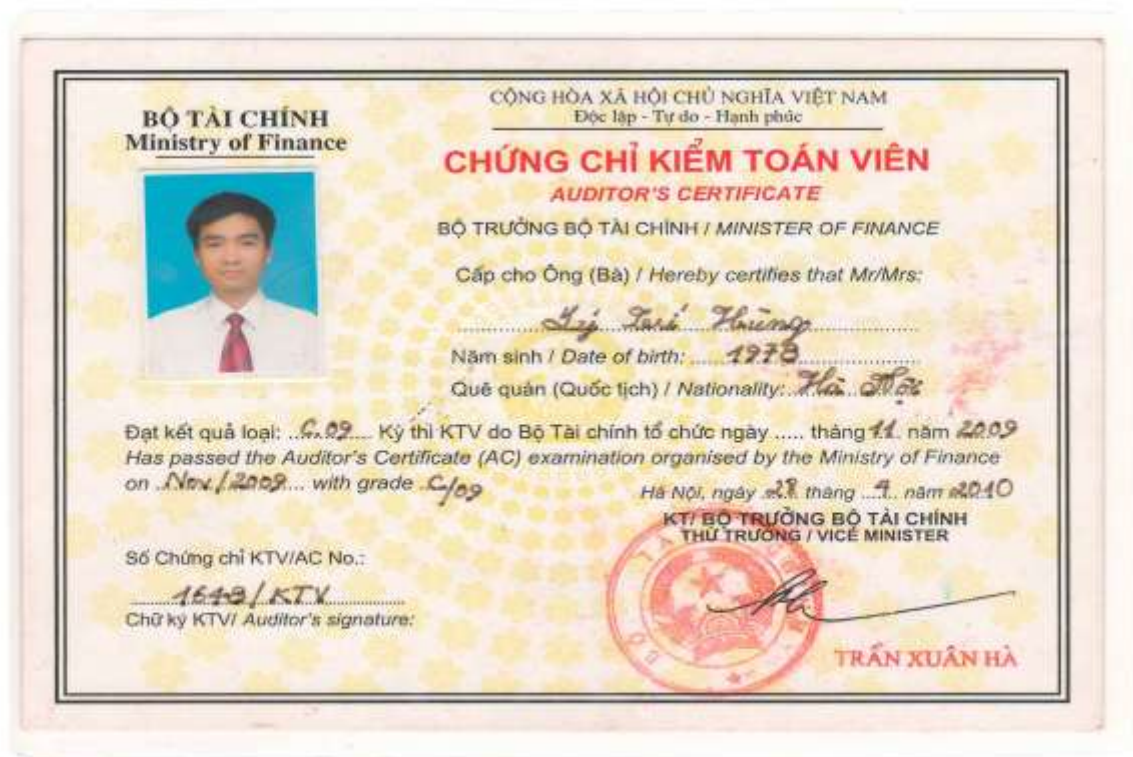 BỘ TÀI CHÍNH
Ministry of Finance
CỘNG HÒA XÃ HỘI CHỦ NGHĨA VIỆT NAM
Độc lập - Tự do - Hạnh phúc
CHỨNG CHỈ KIỂM TOÁN VIÊN
AUDITOR'S CERTIFICATE
BỘ TRƯỞNG BỘ TÀI CHÍNH / MINISTER OF FINANCE
Cấp cho Ông (Bà) / Hereby certifies that Mr/Mrs:
Hùng
Năm sinh / Date of birth: 1973
Quê quán (Quốc tịch) / Nationality: Hà Nội
Đạt kết quả loại: C.09 Kỳ thi KTV do Bộ Tài chính tổ chức ngày ..... tháng 11 năm 2009
Has passed the Auditor's Certificate (AC) examination organised by the Ministry of Finance
on Nov/2009 with grade C/09
Hà Nội, ngày 28 tháng năm 2010
KT/ BỘ TRƯỞNG BỘ TÀI CHÍNH
THỨ TRƯỞNG / VICE MINISTER
Số Chứng chỉ KTV/AC No.:
1643/KTV
Chữ ký KTV/ Auditor's signature:
TRẦN XUÂN HÀ